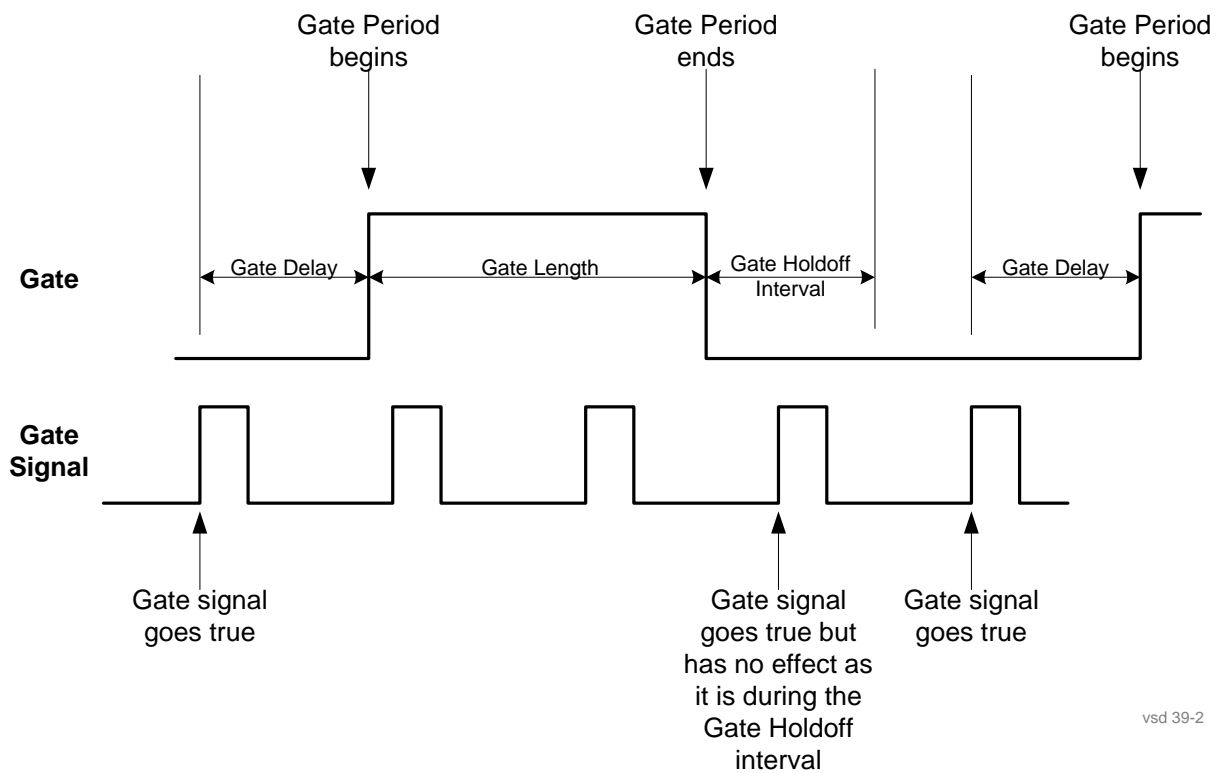 Gate Period
begins
Gate Period
ends
Gate Period
begins
Gate
Gate Delay
Gate Length
Gate Holdoff
Interval
Gate Delay
Gate
Signal
Gate signal
goes true
Gate signal
goes true but
has no effect as
it is during the
Gate Holdoff
interval
Gate signal
goes true
vsd 39-2